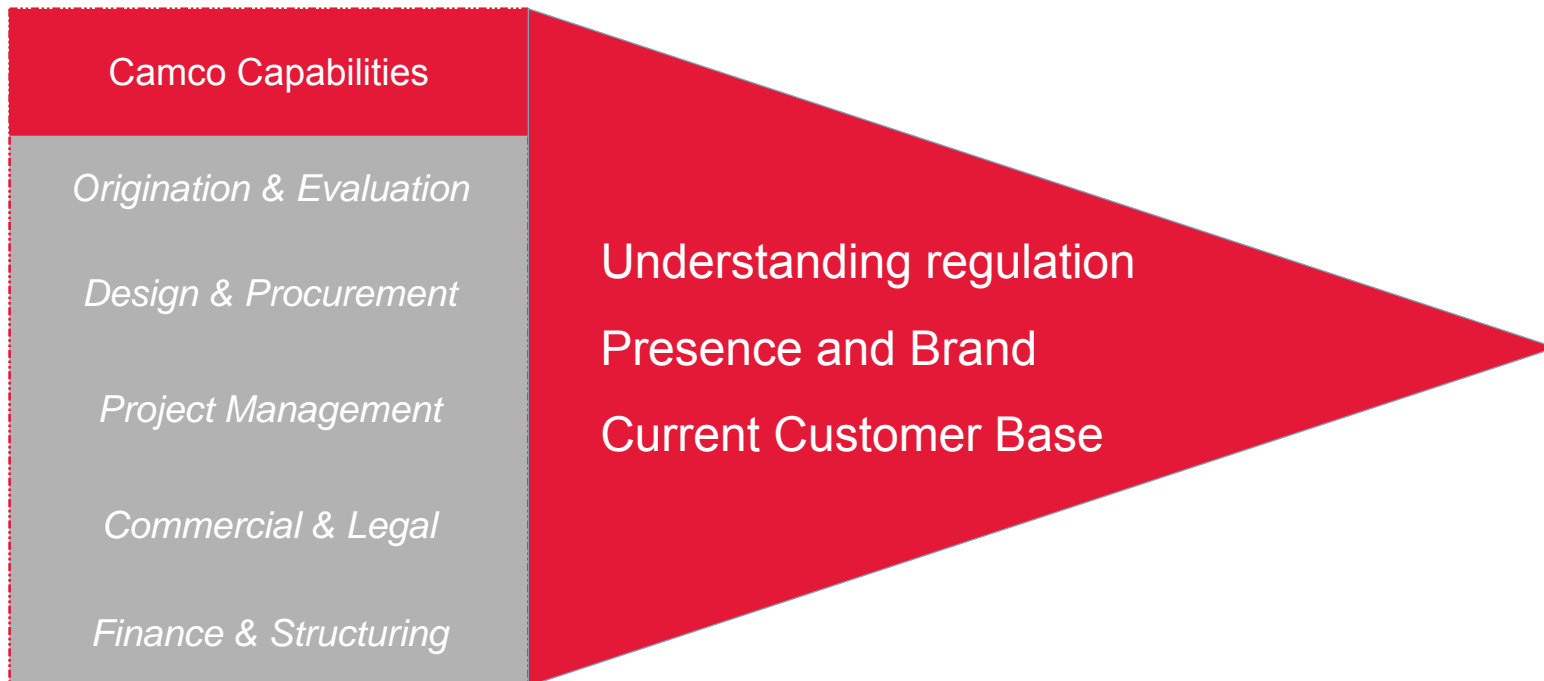 Camco Capabilities
Origination & Evaluation
Design & Procurement
Project Management
Commercial & Legal
Finance & Structuring
Understanding regulation
Presence and Brand
Current Customer Base